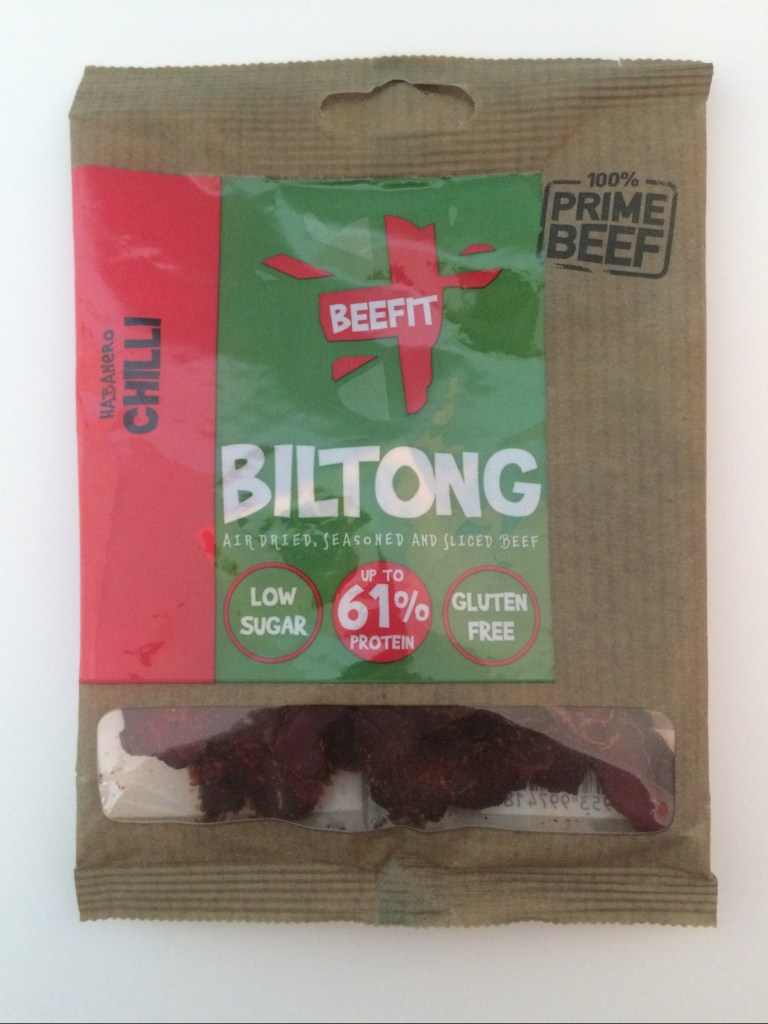 100%
PRIME
BEEF
HABANERO
CHILLI
BEEFIT
BILTONG
AIR DRIED, SEASONED AND SLICED BEEF
LOW
SUGAR
UP TO
61%
PROTEIN
GLUTEN
FREE